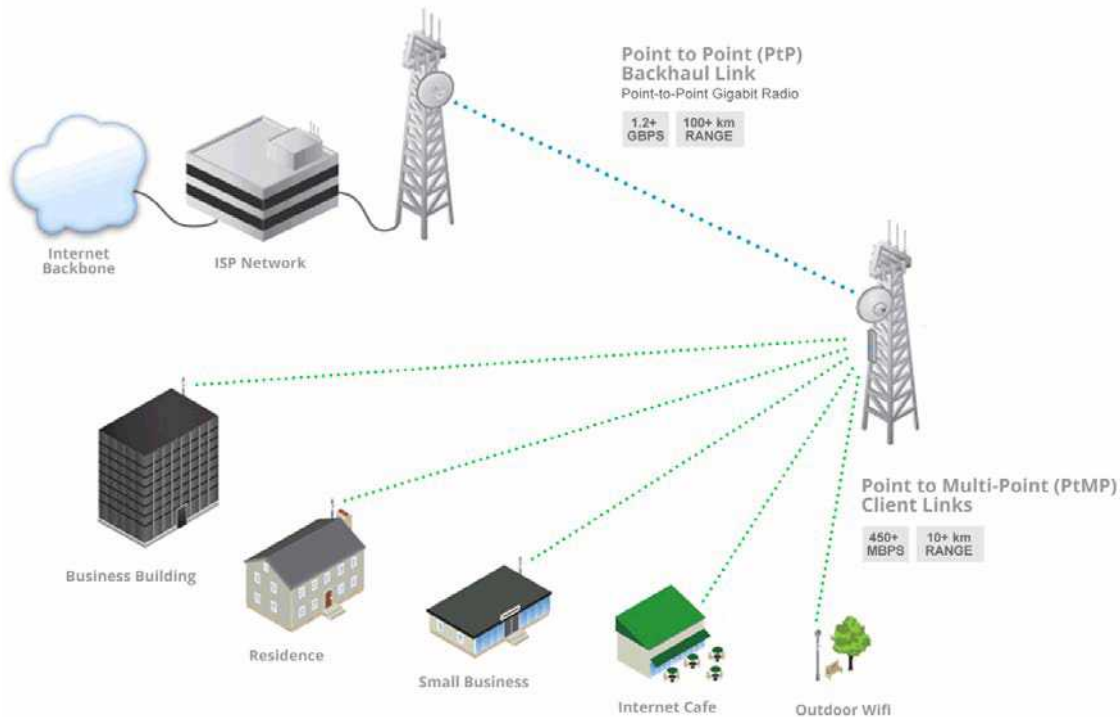 Point to Point (PtP)
Backhaul Link
Point-to-Point Gigabit Radio
1.2+
GBPS
100+ km
RANGE
Internet
Backbone
ISP Network
Point to Multi-Point (PtMP)
Client Links
450+
MBPS
10+ km
RANGE
Business Building
Residence
Small Business
Internet Cafe
Outdoor Wifi